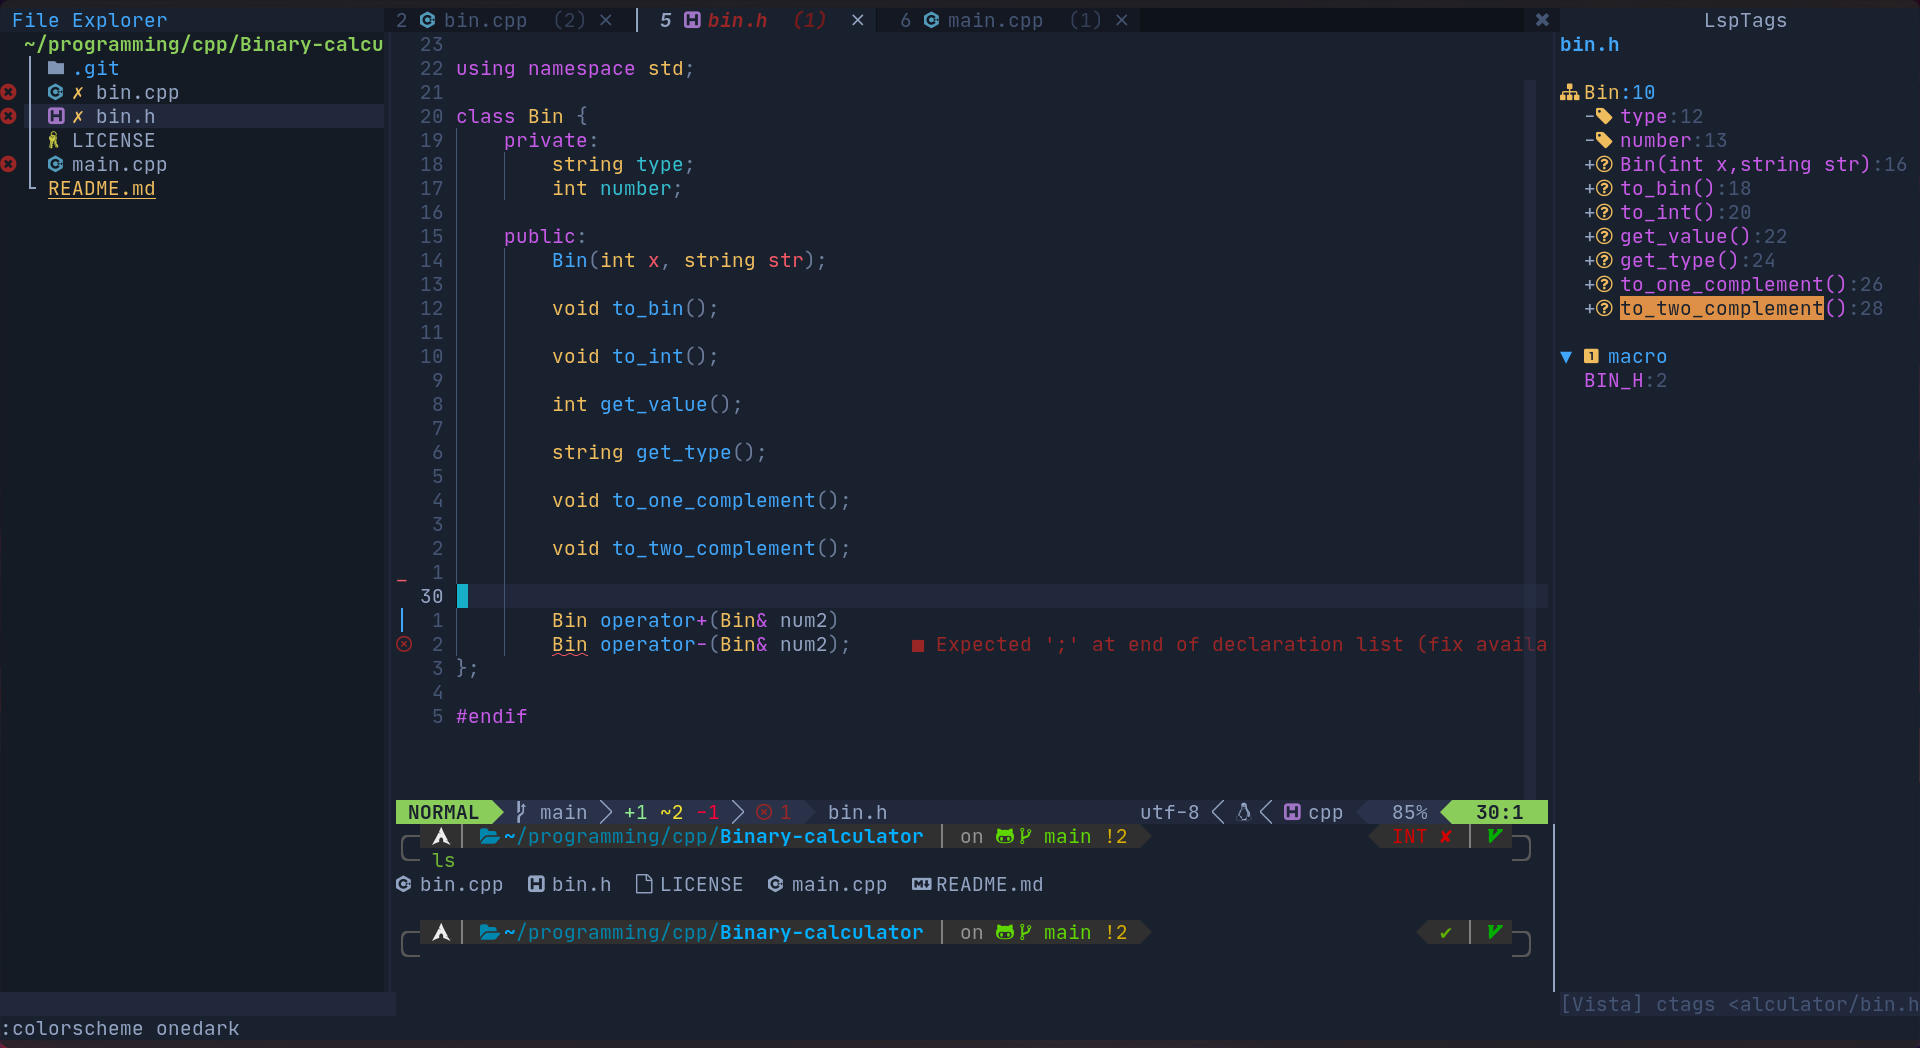 File Explorer
~/programming/cpp/Binary-calcu
.git
✗ bin.cpp
✗ bin.h
LICENSE
main.cpp
README.md
2 bin.cpp (2) ×
5 bin.h (1) ×
6 main.cpp (1) ×
✖
23
22 using namespace std;
21
20 class Bin {
19 private:
18 string type;
17 int number;
16
15 public:
14 Bin(int x, string str);
13
12 void to_bin();
11
10 void to_int();
9
8 int get_value();
7
6 string get_type();
5
4 void to_one_complement();
3
2 void to_two_complement();
1
30
1 Bin operator+(Bin& num2)
2 Bin operator-(Bin& num2); ■ Expected ';' at end of declaration list (fix availa
3 };
4
5 #endif
NORMAL main +1 ~2 -1 1 bin.h utf-8 cpp 85% 30:1
~/programming/cpp/Binary-calculator on main !2 INT ✘
ls
bin.cpp bin.h LICENSE main.cpp README.md
~/programming/cpp/Binary-calculator on main !2 ✔
:colorscheme onedark
LspTags
bin.h
Bin:10
-type:12
-number:13
+Bin(int x,string str):16
+to_bin():18
+to_int():20
+get_value():22
+get_type():24
+to_one_complement():26
+to_two_complement():28
▼ 1 macro
BIN_H:2
[Vista] ctags <alculator/bin.h